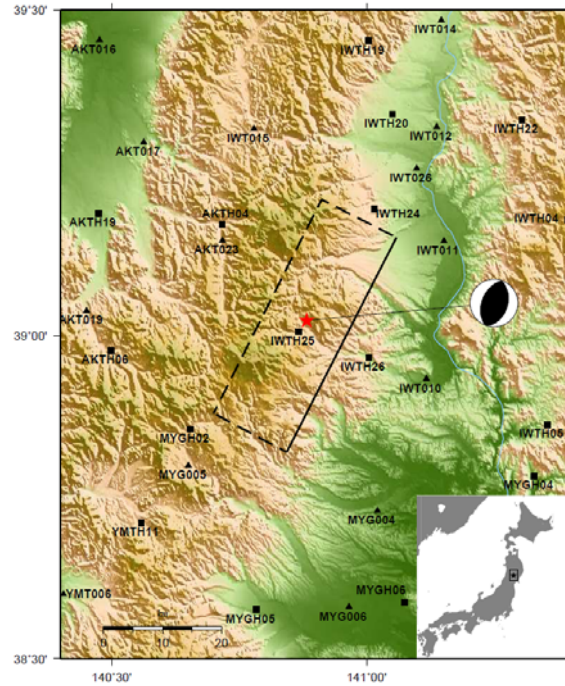 39°30'
AKT016
IWTH19
IWT014
IWTH20
IWT012
IWTH22
IWT015
AKT017
IWT026
AKTH19
AKTH04
IWTH24
IWTH04
AKT023
IWT011
AKT019
39°00'
IWTH25
AKTH06
IWTH26
IWT010
MYGH02
IWTH05
MYG005
MYGH04
MYG004
YMTH11
YMT006
MYGH06
MYGH05
MYG006
0
20
38°30'
140°30'
141°00'